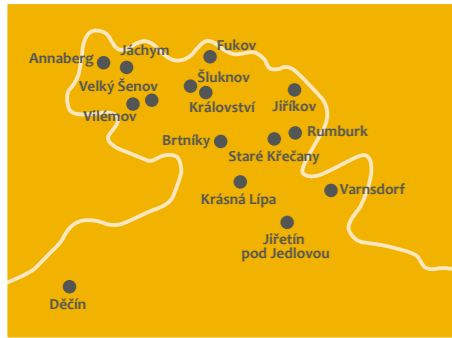 Fukov
Jáchym
Annaberg
Šluknov
Velký Šenov
Království
Jiříkov
Vilémov
Rumburk
Brtníky
Staré Křečany
Krásná Lípa
Varnsdorf
Jiřetín
pod Jedlovou
Děčín